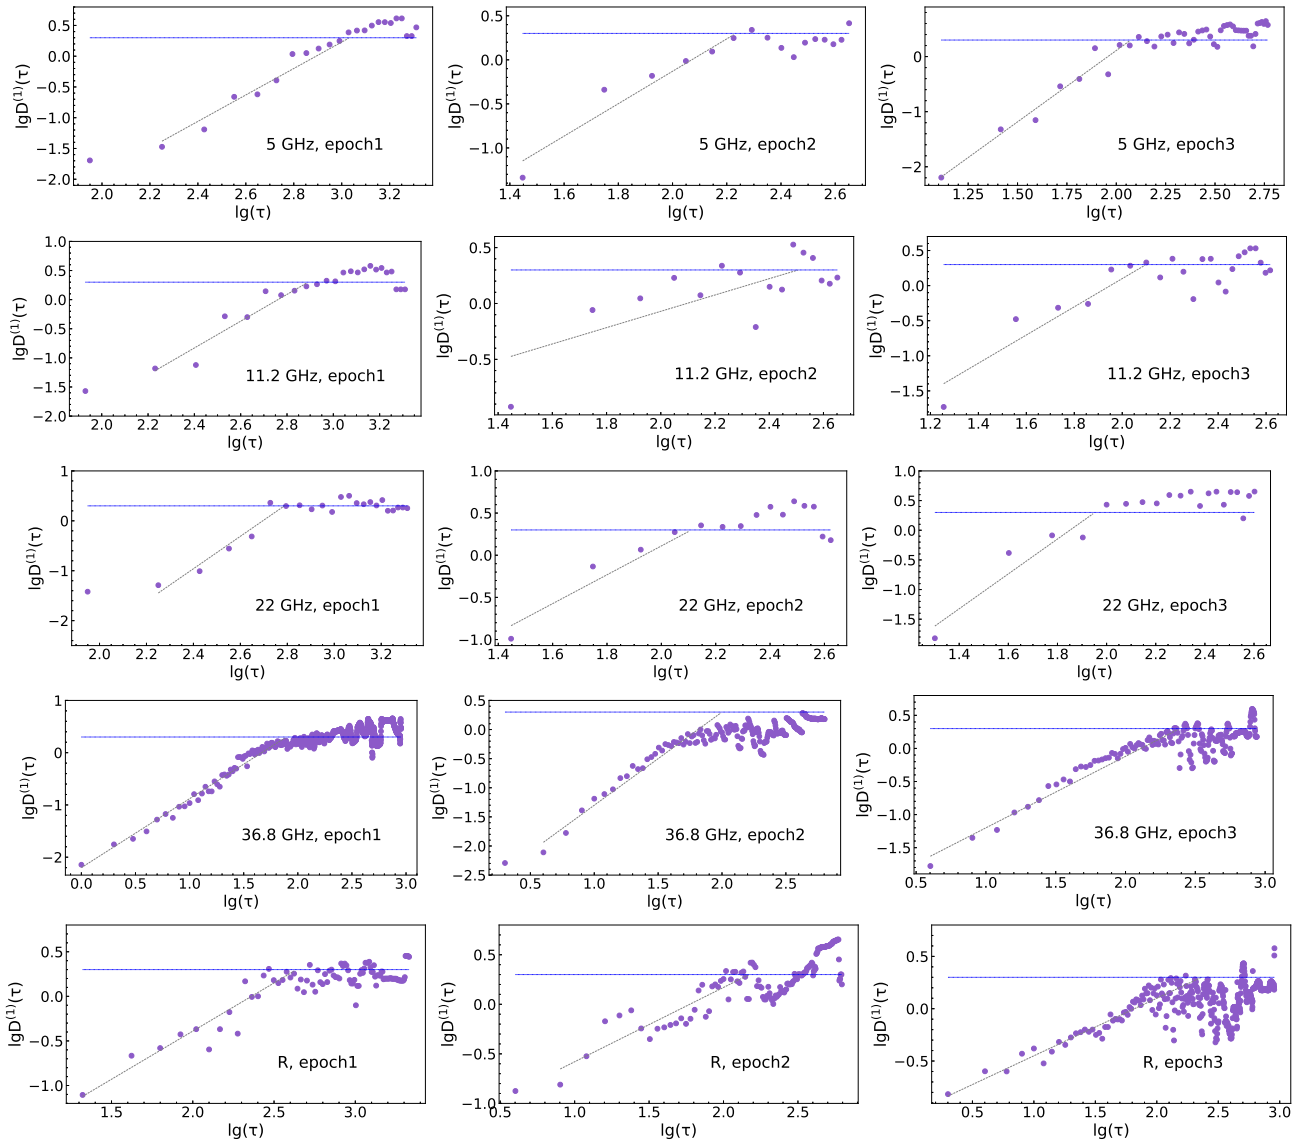 lgD⁽¹⁾(τ)
0.5
0.0
−0.5
−1.0
−1.5
−2.0
5 GHz, epoch1
2.0 2.2 2.4 2.6 2.8 3.0 3.2
lg(τ)
lgD⁽¹⁾(τ)
0.5
0.0
−0.5
−1.0
5 GHz, epoch2
1.4 1.6 1.8 2.0 2.2 2.4 2.6
lg(τ)
lgD⁽¹⁾(τ)
0
−1
−2
5 GHz, epoch3
1.25 1.50 1.75 2.00 2.25 2.50 2.75
lg(τ)
lgD⁽¹⁾(τ)
1.0
0.5
0.0
−0.5
−1.0
−1.5
−2.0
11.2 GHz, epoch1
2.0 2.2 2.4 2.6 2.8 3.0 3.2
lg(τ)
lgD⁽¹⁾(τ)
0.5
0.0
−0.5
11.2 GHz, epoch2
1.4 1.6 1.8 2.0 2.2 2.4 2.6
lg(τ)
lgD⁽¹⁾(τ)
0.5
0.0
−0.5
−1.0
−1.5
11.2 GHz, epoch3
1.2 1.4 1.6 1.8 2.0 2.2 2.4 2.6
lg(τ)
lgD⁽¹⁾(τ)
1
0
−1
−2
22 GHz, epoch1
2.0 2.2 2.4 2.6 2.8 3.0 3.2
lg(τ)
lgD⁽¹⁾(τ)
1.0
0.5
0.0
−0.5
−1.0
22 GHz, epoch2
1.4 1.6 1.8 2.0 2.2 2.4 2.6
lg(τ)
lgD⁽¹⁾(τ)
1.0
0.5
0.0
−0.5
−1.0
−1.5
22 GHz, epoch3
1.4 1.6 1.8 2.0 2.2 2.4 2.6
lg(τ)
lgD⁽¹⁾(τ)
1
0
−1
−2
36.8 GHz, epoch1
0.0 0.5 1.0 1.5 2.0 2.5 3.0
lg(τ)
lgD⁽¹⁾(τ)
0.5
0.0
−0.5
−1.0
−1.5
−2.0
−2.5
36.8 GHz, epoch2
0.5 1.0 1.5 2.0 2.5
lg(τ)
lgD⁽¹⁾(τ)
0.5
0.0
−0.5
−1.0
−1.5
36.8 GHz, epoch3
0.5 1.0 1.5 2.0 2.5 3.0
lg(τ)
lgD⁽¹⁾(τ)
0.5
0.0
−0.5
−1.0
R, epoch1
1.5 2.0 2.5 3.0
lg(τ)
lgD⁽¹⁾(τ)
0.5
0.0
−0.5
−1.0
R, epoch2
0.5 1.0 1.5 2.0 2.5
lg(τ)
lgD⁽¹⁾(τ)
0.5
0.0
−0.5
R, epoch3
0.5 1.0 1.5 2.0 2.5 3.0
lg(τ)